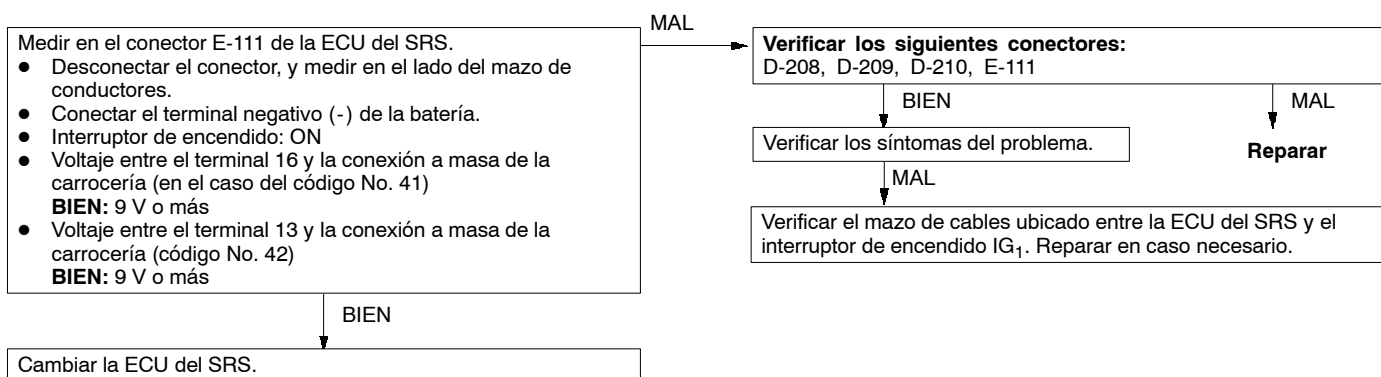 Medir en el conector E-111 de la ECU del SRS.
● Desconectar el conector, y medir en el lado del mazo de
conductores.
● Conectar el terminal negativo (-) de la batería.
● Interruptor de encendido: ON
● Voltaje entre el terminal 16 y la conexión a masa de la
carrocería (en el caso del código No. 41)
BIEN: 9 V o más
● Voltaje entre el terminal 13 y la conexión a masa de la
carrocería (código No. 42)
BIEN: 9 V o más
MAL
Verificar los siguientes conectores:
D-208, D-209, D-210, E-111
BIEN
MAL
Verificar los síntomas del problema.
Reparar
MAL
Verificar el mazo de cables ubicado entre la ECU del SRS y el
interruptor de encendido IG1. Reparar en caso necesario.
BIEN
Cambiar la ECU del SRS.